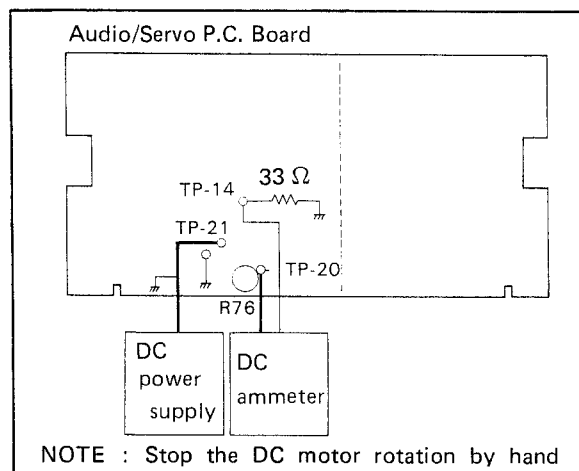 Audio/Servo P.C. Board
33 Ω
TP-14
TP-21
TP-20
R76
DC
power
supply
DC
ammeter
NOTE : Stop the DC motor rotation by hand